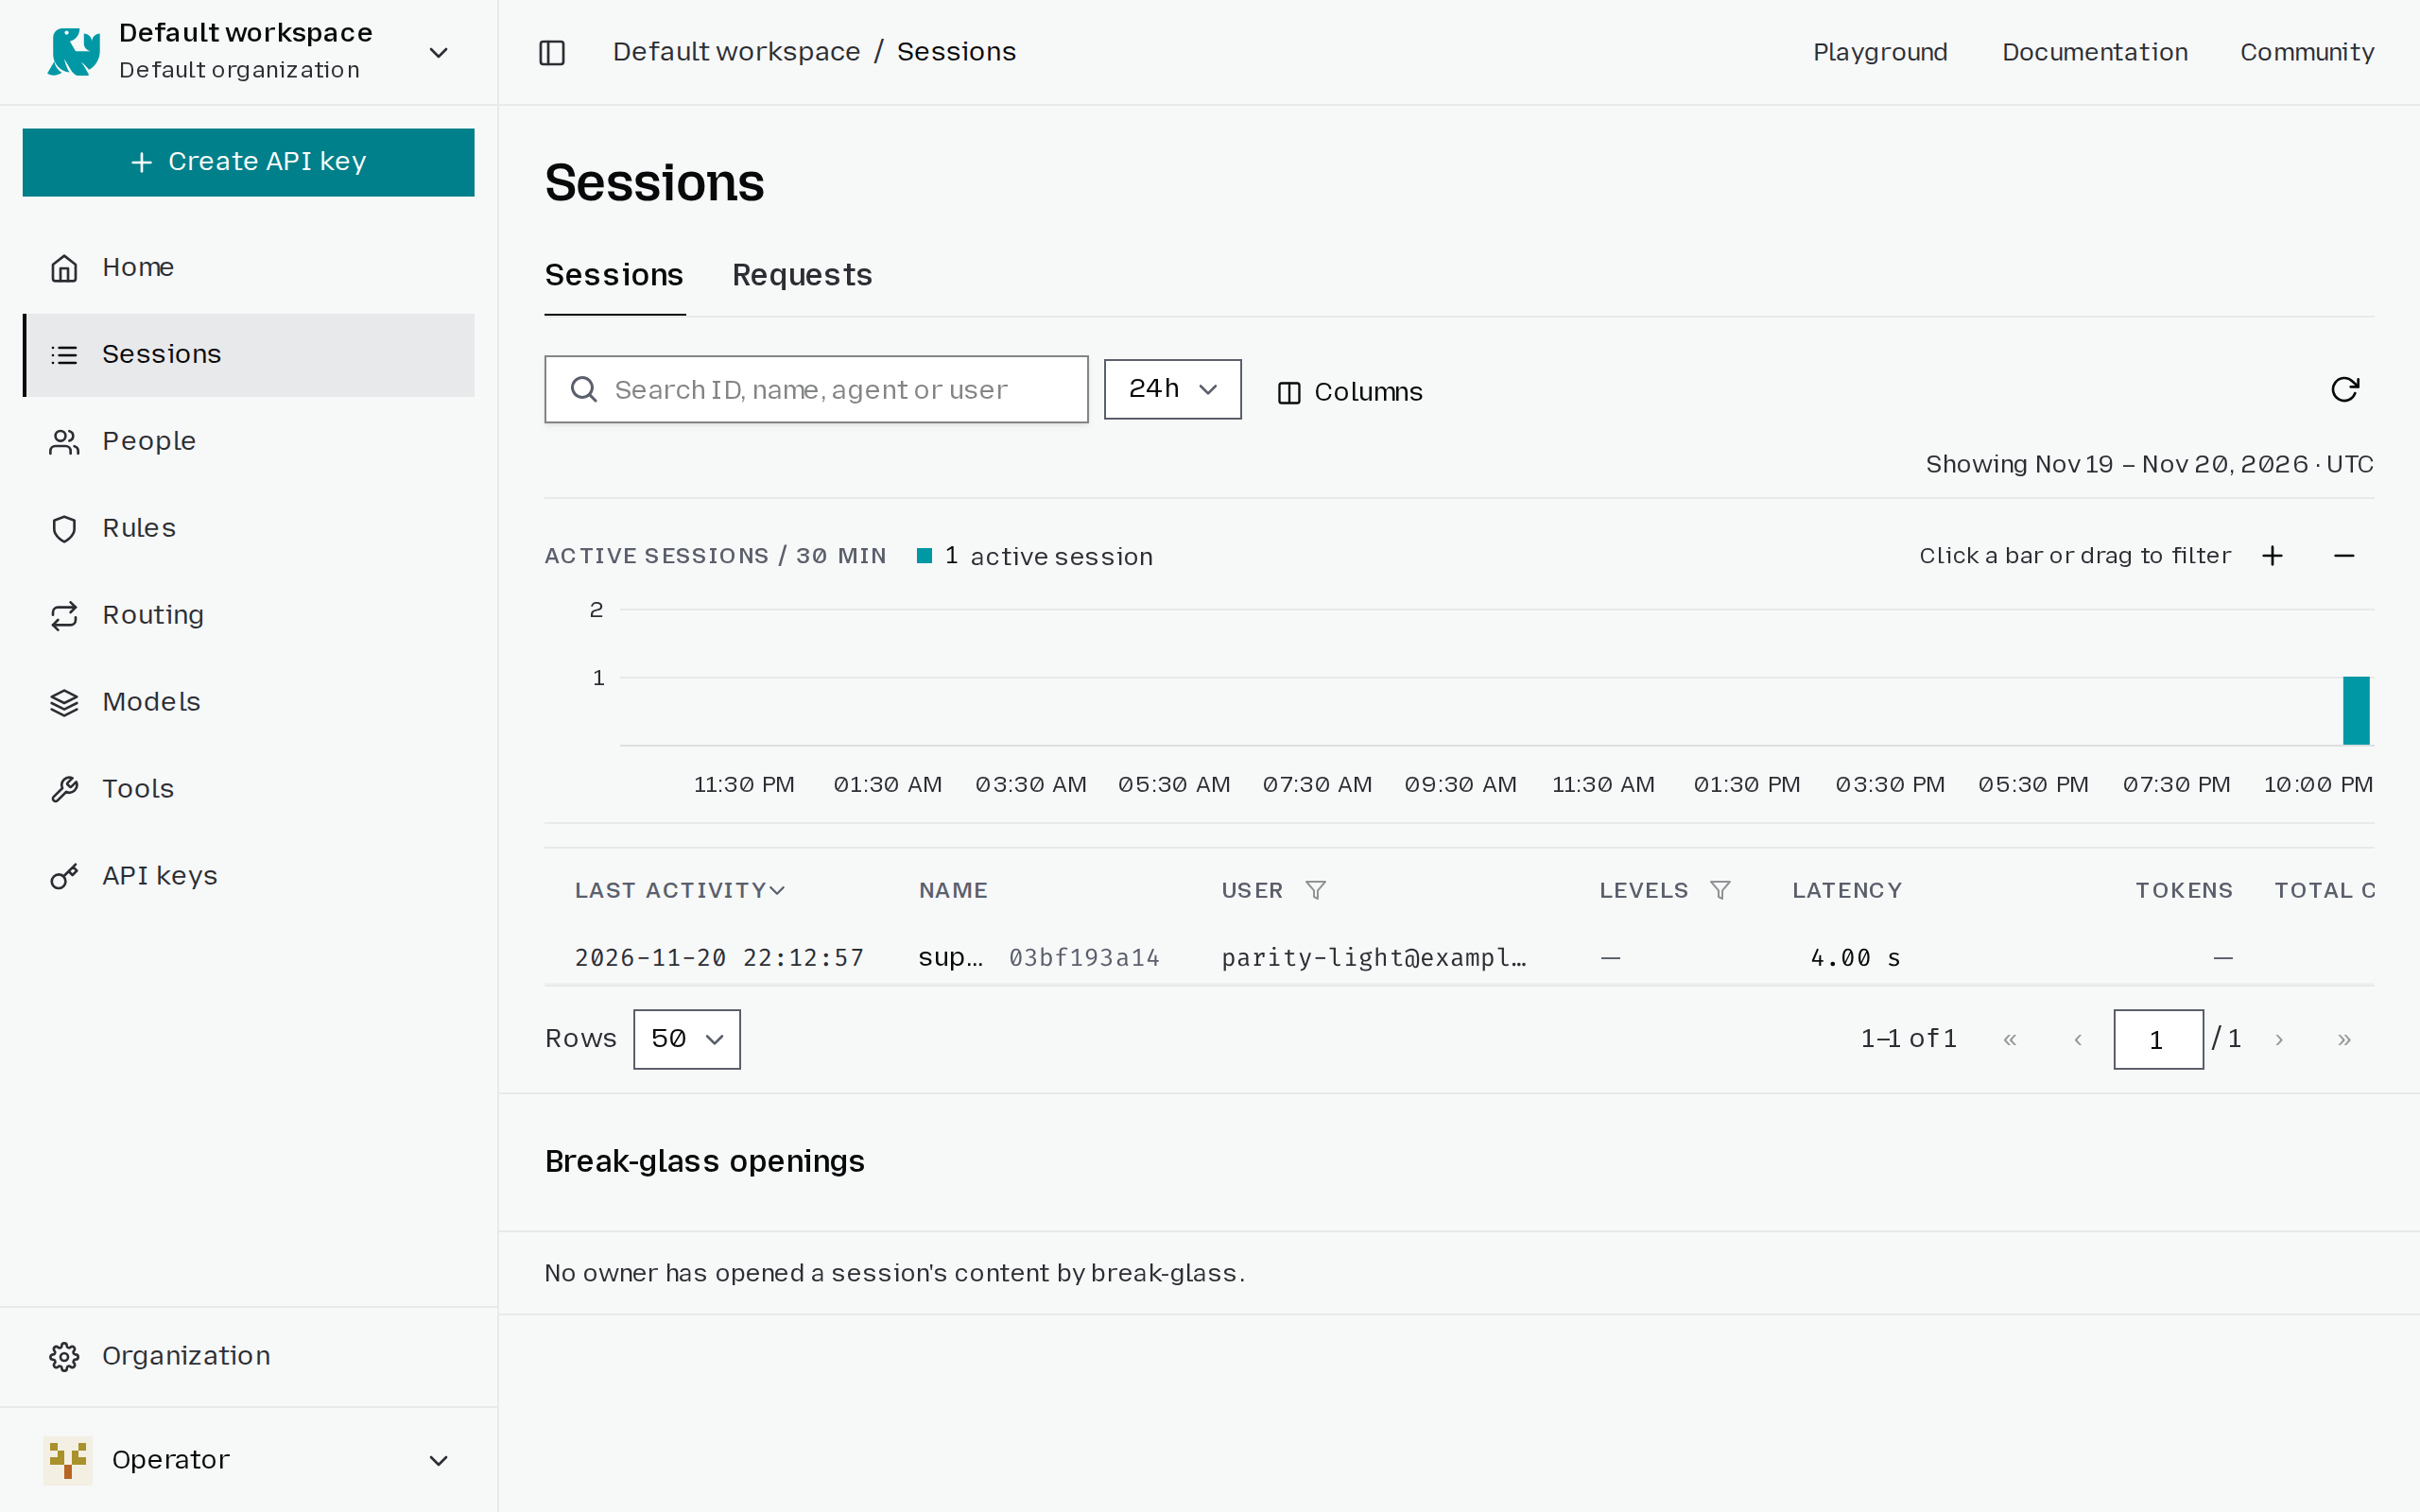 Default workspace
Default organization
Default workspace / Sessions
Playground
Documentation
Community
Create API key
Home
Sessions
People
Rules
Routing
Models
Tools
API keys
Organization
Operator
Sessions
Sessions
Requests
Search ID, name, agent or user
24h
Columns
Showing Nov 19 – Nov 20, 2026 · UTC
ACTIVE SESSIONS / 30 MIN
1 active session
Click a bar or drag to filter
2
1
11:30 PM 01:30 AM 03:30 AM 05:30 AM 07:30 AM 09:30 AM 11:30 AM 01:30 PM 03:30 PM 05:30 PM 07:30 PM 10:00 PM
LAST ACTIVITY NAME USER LEVELS LATENCY TOKENS TOTAL C
2026-11-20 22:12:57 sup… 03bf193a14 parity-light@exampl… — 4.00 s —
Rows 50
1–1 of 1 « ‹ 1 / 1 › »
Break-glass openings
No owner has opened a session's content by break-glass.